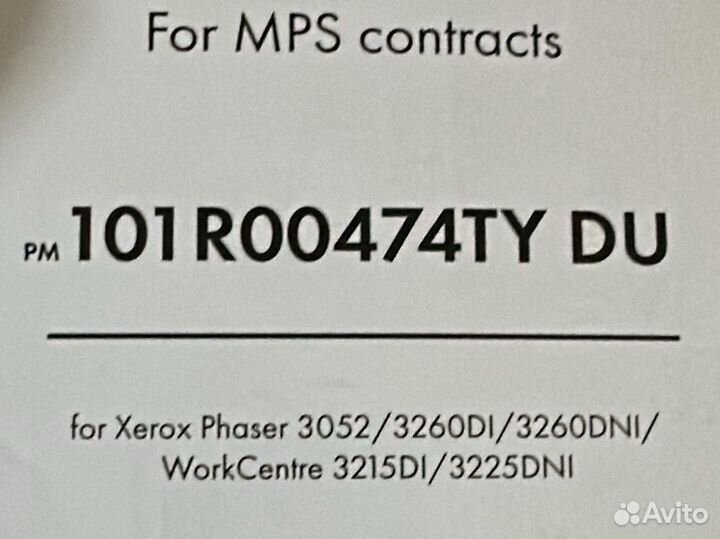 For MPS contracts
PM 101R00474TY DU
for Xerox Phaser 3052/3260DI/3260DNI/
WorkCentre 3215DI/3225DNI
Avito